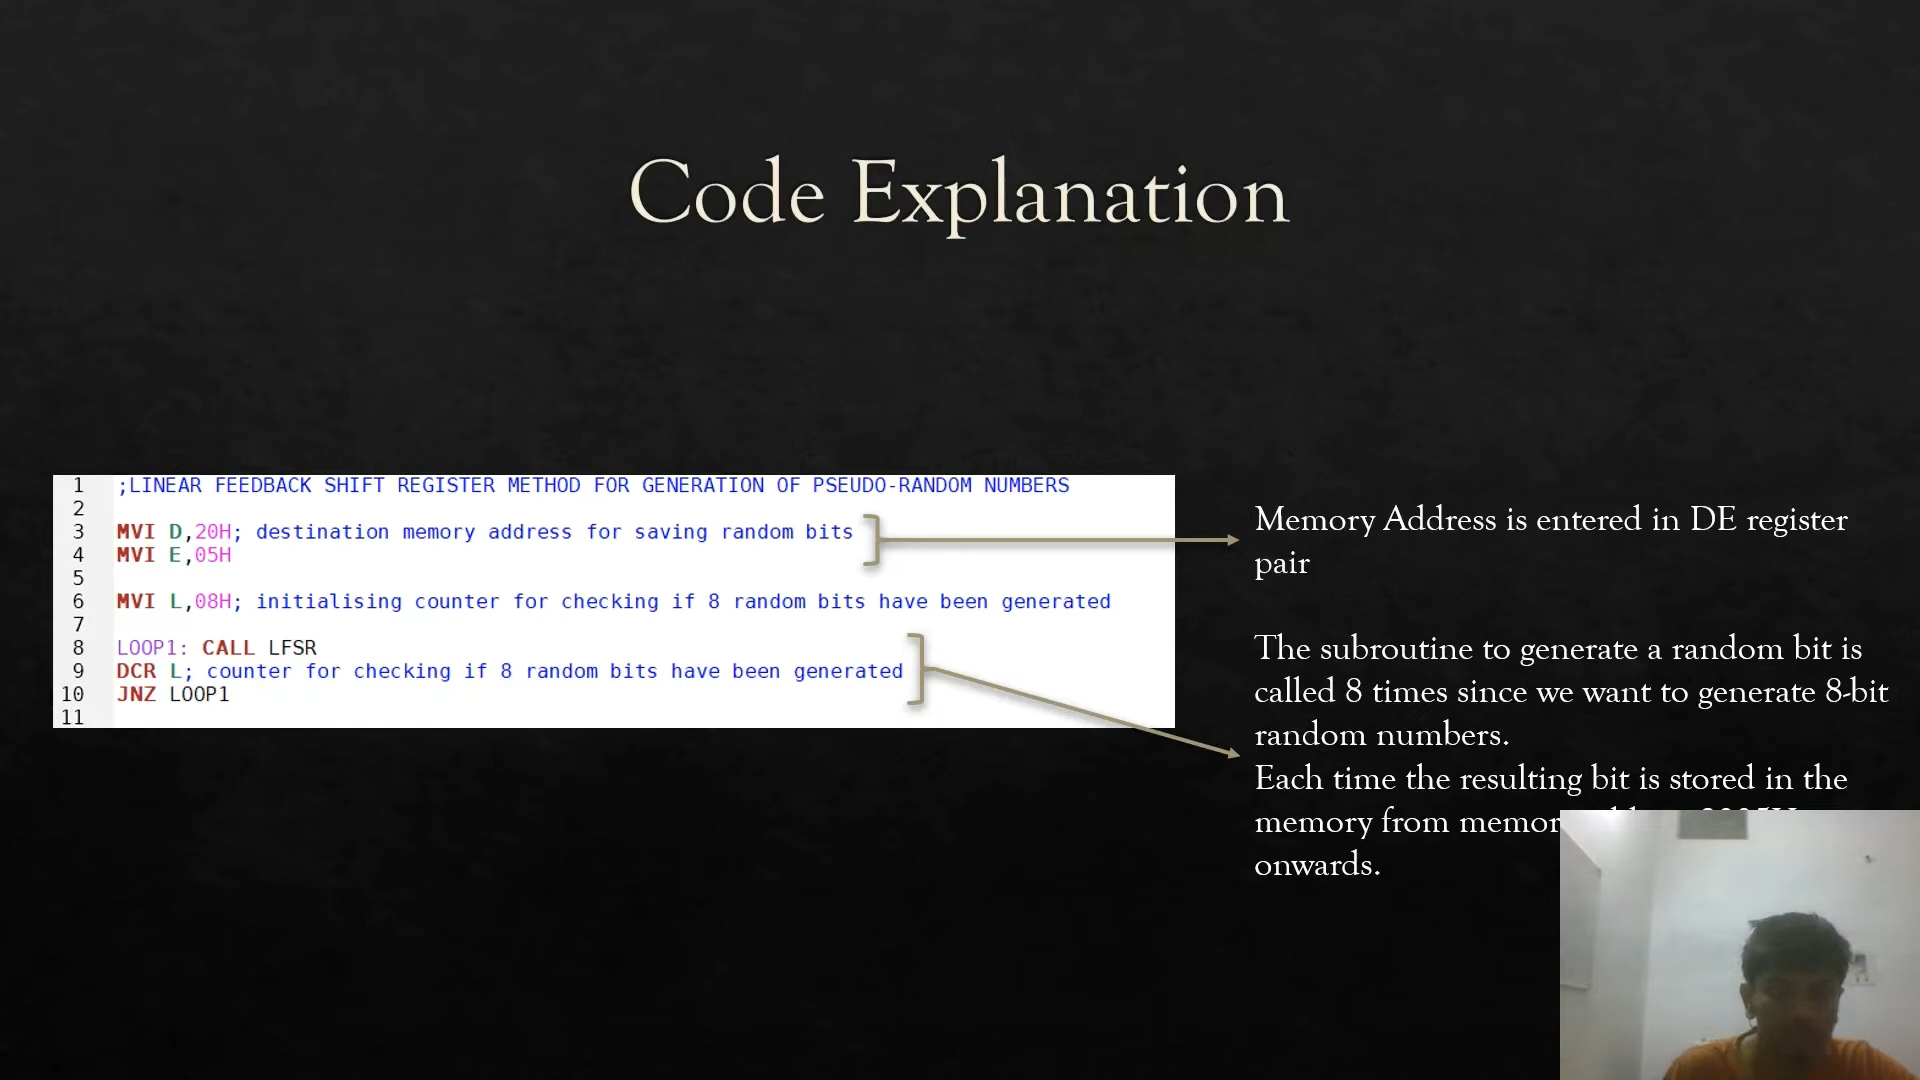 Code Explanation
1 ;LINEAR FEEDBACK SHIFT REGISTER METHOD FOR GENERATION OF PSEUDO-RANDOM NUMBERS
2
3 MVI D,20H; destination memory address for saving random bits
4 MVI E,05H
5
6 MVI L,08H; initialising counter for checking if 8 random bits have been generated
7
8 LOOP1: CALL LFSR
9 DCR L; counter for checking if 8 random bits have been generated
10 JNZ LOOP1
11
Memory Address is entered in DE register
pair
The subroutine to generate a random bit is
called 8 times since we want to generate 8-bit
random numbers.
Each time the resulting bit is stored in the
memory from
onwards.